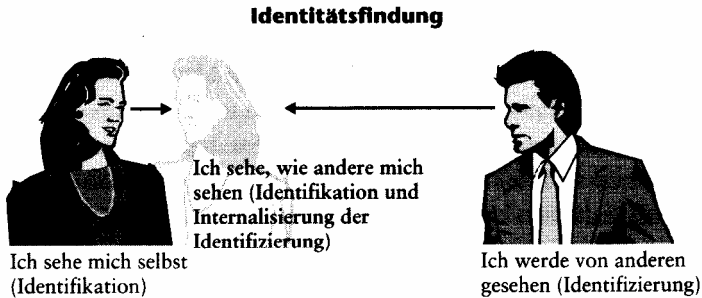 Identitätsfindung
Ich sehe, wie andere mich
sehen (Identifikation und
Internalisierung der
Identifizierung)
Ich sehe mich selbst
(Identifikation)
Ich werde von anderen
gesehen (Identifizierung)